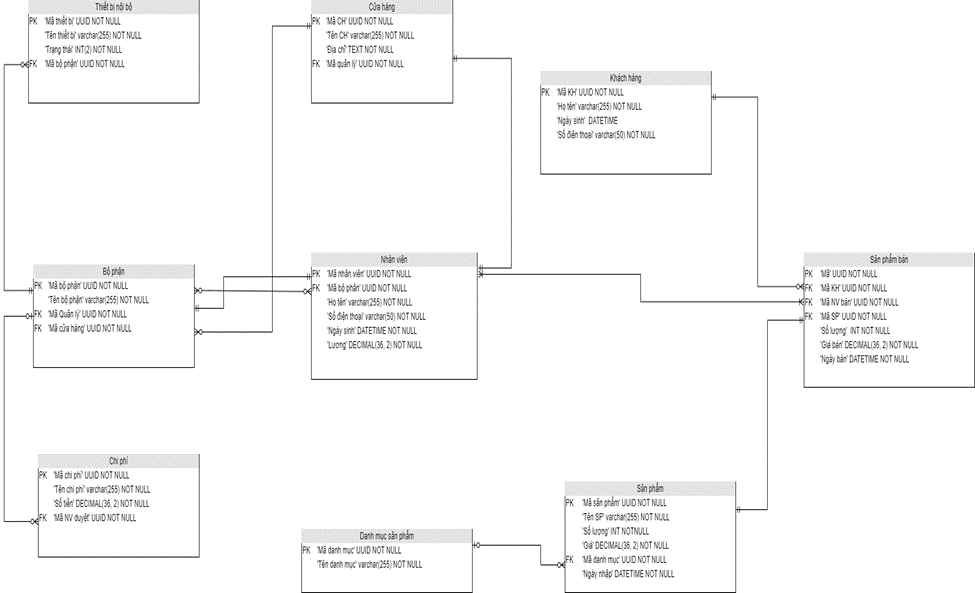 Thiết bị nội bộ
PK 'Mã thiết bị' UUID NOT NULL
'Tên thiết bị' varchar(255) NOT NULL
'Trạng thái' INT(2) NOT NULL
FK 'Mã bộ phận' UUID NOT NULL
Cửa hàng
PK 'Mã CH' UUID NOT NULL
'Tên CH' varchar(255) NOT NULL
'Địa chỉ' TEXT NOT NULL
FK 'Mã quản lý' UUID NOT NULL
Khách hàng
PK 'Mã KH' UUID NOT NULL
'Họ tên' varchar(255) NOT NULL
'Ngày sinh' DATETIME
'Số điện thoại' varchar(50) NOT NULL
Bộ phận
PK 'Mã bộ phận' UUID NOT NULL
'Tên bộ phận' varchar(255) NOT NULL
FK 'Mã Quản lý' UUID NOT NULL
FK 'Mã cửa hàng' UUID NOT NULL
Nhân viên
PK 'Mã nhân viên' UUID NOT NULL
FK 'Mã bộ phận' UUID NOT NULL
'Họ tên' varchar(255) NOT NULL
'Số điện thoại' varchar(50) NOT NULL
'Ngày sinh' DATETIME NOT NULL
'Lương' DECIMAL(36, 2) NOT NULL
Sản phẩm bán
PK 'Mã' UUID NOT NULL
FK 'Mã KH' UUID NOT NULL
FK 'Mã NV bán' UUID NOT NULL
FK 'Mã SP' UUID NOT NULL
'Số lượng' INT NOT NULL
'Giá bán' DECIMAL(36, 2) NOT NULL
'Ngày bán' DATETIME NOT NULL
Chi phí
PK 'Mã chi phí' UUID NOT NULL
'Tên chi phí' varchar(255) NOT NULL
'Số tiền' DECIMAL(36, 2) NOT NULL
FK 'Mã NV duyệt' UUID NOT NULL
Danh mục sản phẩm
PK 'Mã danh mục' UUID NOT NULL
'Tên danh mục' varchar(255) NOT NULL
Sản phẩm
PK 'Mã sản phẩm' UUID NOT NULL
'Tên SP' varchar(255) NOT NULL
'Số lượng' INT NOTNULL
'Giá' DECIMAL(36, 2) NOT NULL
FK 'Mã danh mục' UUID NOT NULL
'Ngày nhập' DATETIME NOT NULL